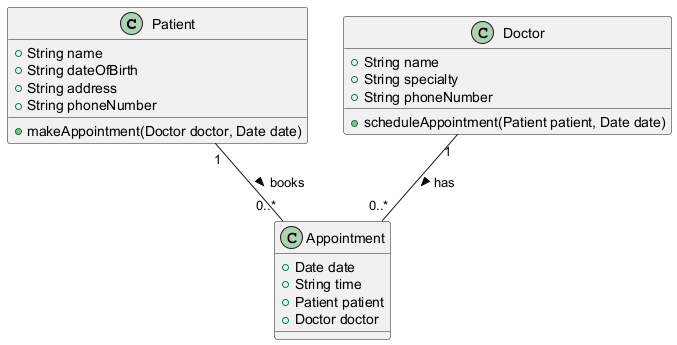 C Patient
String name
String dateOfBirth
String address
String phoneNumber
makeAppointment(Doctor doctor, Date date)
C Doctor
String name
String specialty
String phoneNumber
scheduleAppointment(Patient patient, Date date)
1
books
0..*
1
has
0..*
C Appointment
Date date
String time
Patient patient
Doctor doctor